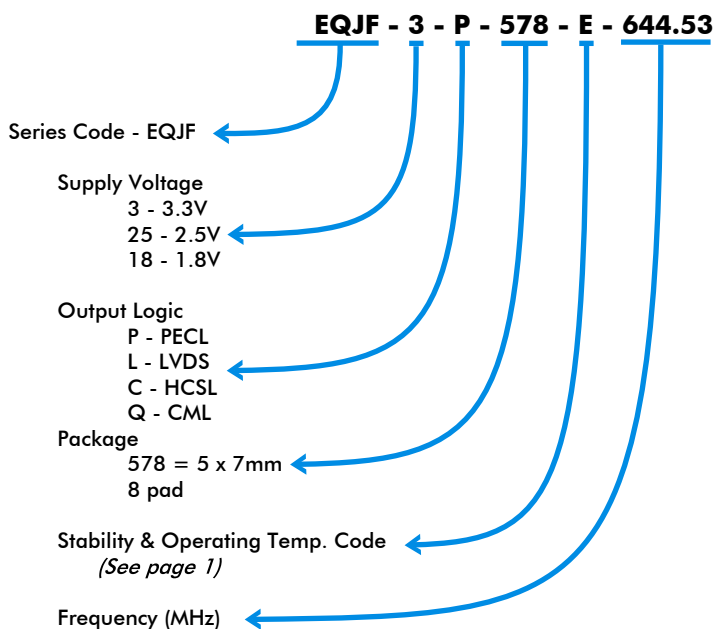 EQJF - 3 - P - 578 - E - 644.53
Series Code - EQJF
Supply Voltage
3 - 3.3V
25 - 2.5V
18 - 1.8V
Output Logic
P - PECL
L - LVDS
C - HCSL
Q - CML
Package
578 = 5 x 7mm
8 pad
Stability & Operating Temp. Code
(See page 1)
Frequency (MHz)